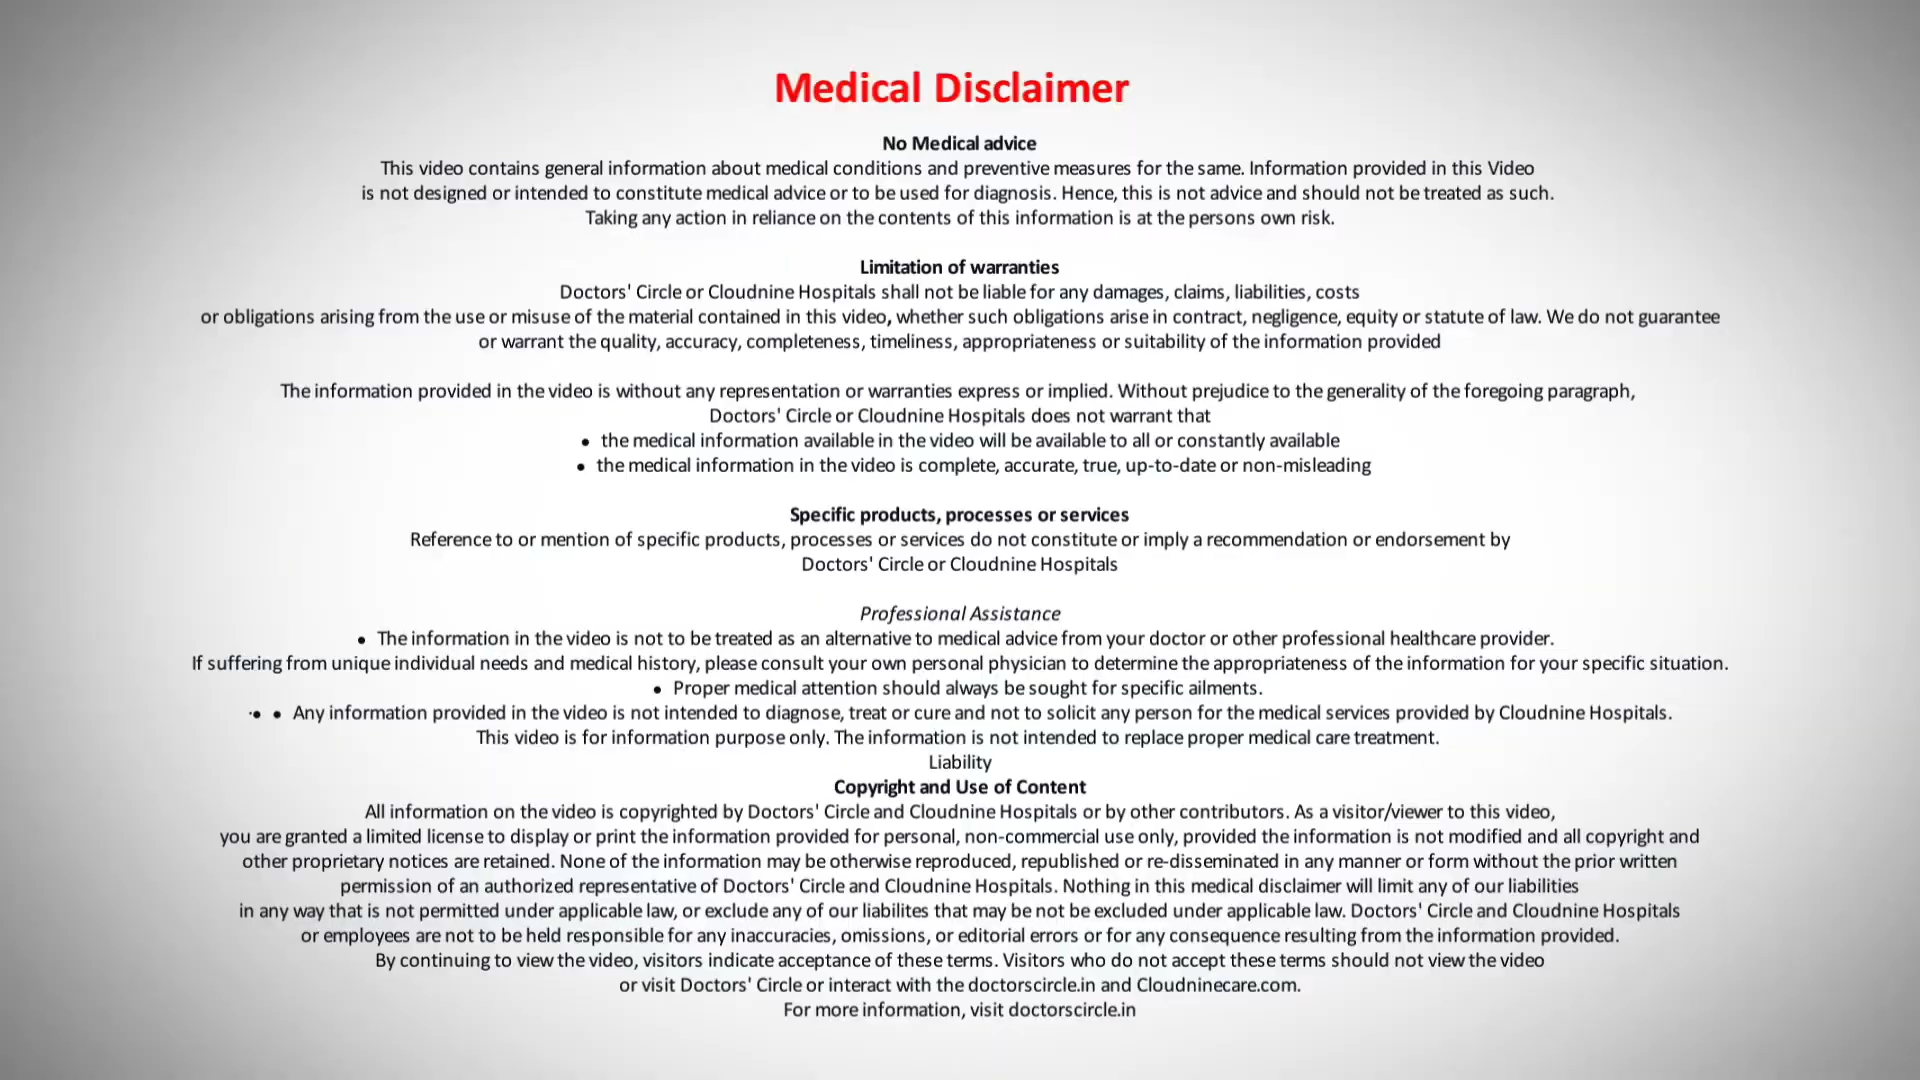 Medical Disclaimer
No Medical advice
This video contains general information about medical conditions and preventive measures for the same. Information provided in this Video
is not designed or intended to constitute medical advice or to be used for diagnosis. Hence, this is not advice and should not be treated as such.
Taking any action in reliance on the contents of this information is at the persons own risk.
Limitation of warranties
Doctors' Circle or Cloudnine Hospitals shall not be liable for any damages, claims, liabilities, costs
or obligations arising from the use or misuse of the material contained in this video, whether such obligations arise in contract, negligence, equity or statute of law. We do not guarantee
or warrant the quality, accuracy, completeness, timeliness, appropriateness or suitability of the information provided
The information provided in the video is without any representation or warranties express or implied. Without prejudice to the generality of the foregoing paragraph,
Doctors' Circle or Cloudnine Hospitals does not warrant that
• the medical information available in the video will be available to all or constantly available
• the medical information in the video is complete, accurate, true, up-to-date or non-misleading
Specific products, processes or services
Reference to or mention of specific products, processes or services do not constitute or imply a recommendation or endorsement by
Doctors' Circle or Cloudnine Hospitals
Professional Assistance
• The information in the video is not to be treated as an alternative to medical advice from your doctor or other professional healthcare provider.
If suffering from unique individual needs and medical history, please consult your own personal physician to determine the appropriateness of the information for your specific situation.
• Proper medical attention should always be sought for specific ailments.
·• • Any information provided in the video is not intended to diagnose, treat or cure and not to solicit any person for the medical services provided by Cloudnine Hospitals.
This video is for information purpose only. The information is not intended to replace proper medical care treatment.
Liability
Copyright and Use of Content
All information on the video is copyrighted by Doctors' Circle and Cloudnine Hospitals or by other contributors. As a visitor/viewer to this video,
you are granted a limited license to display or print the information provided for personal, non-commercial use only, provided the information is not modified and all copyright and
other proprietary notices are retained. None of the information may be otherwise reproduced, republished or re-disseminated in any manner or form without the prior written
permission of an authorized representative of Doctors' Circle and Cloudnine Hospitals. Nothing in this medical disclaimer will limit any of our liabilities
in any way that is not permitted under applicable law, or exclude any of our liabilites that may be not be excluded under applicable law. Doctors' Circle and Cloudnine Hospitals
or employees are not to be held responsible for any inaccuracies, omissions, or editorial errors or for any consequence resulting from the information provided.
By continuing to view the video, visitors indicate acceptance of these terms. Visitors who do not accept these terms should not view the video
or visit Doctors' Circle or interact with the doctorscircle.in and Cloudninecare.com.
For more information, visit doctorscircle.in